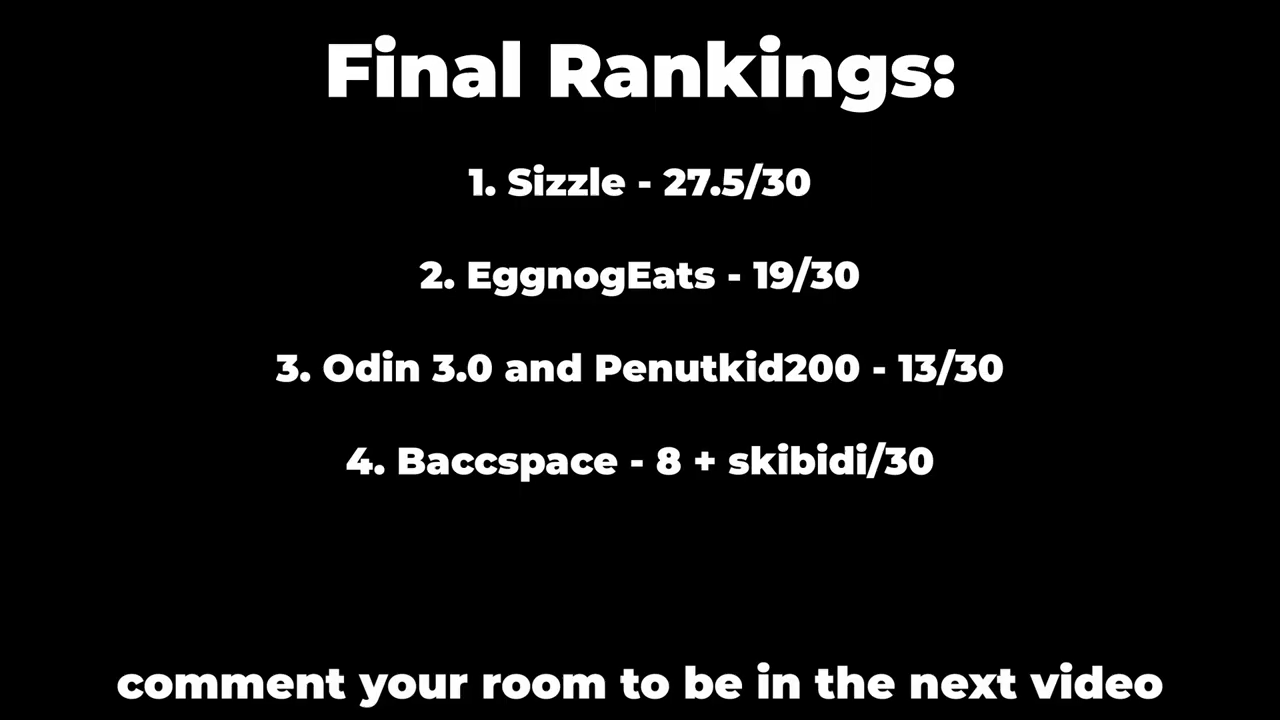 Final Rankings:
1. Sizzle - 27.5/30
2. EggnogEats - 19/30
3. Odin 3.0 and Penutkid200 - 13/30
4. Baccspace - 8 + skibidi/30
comment your room to be in the next video